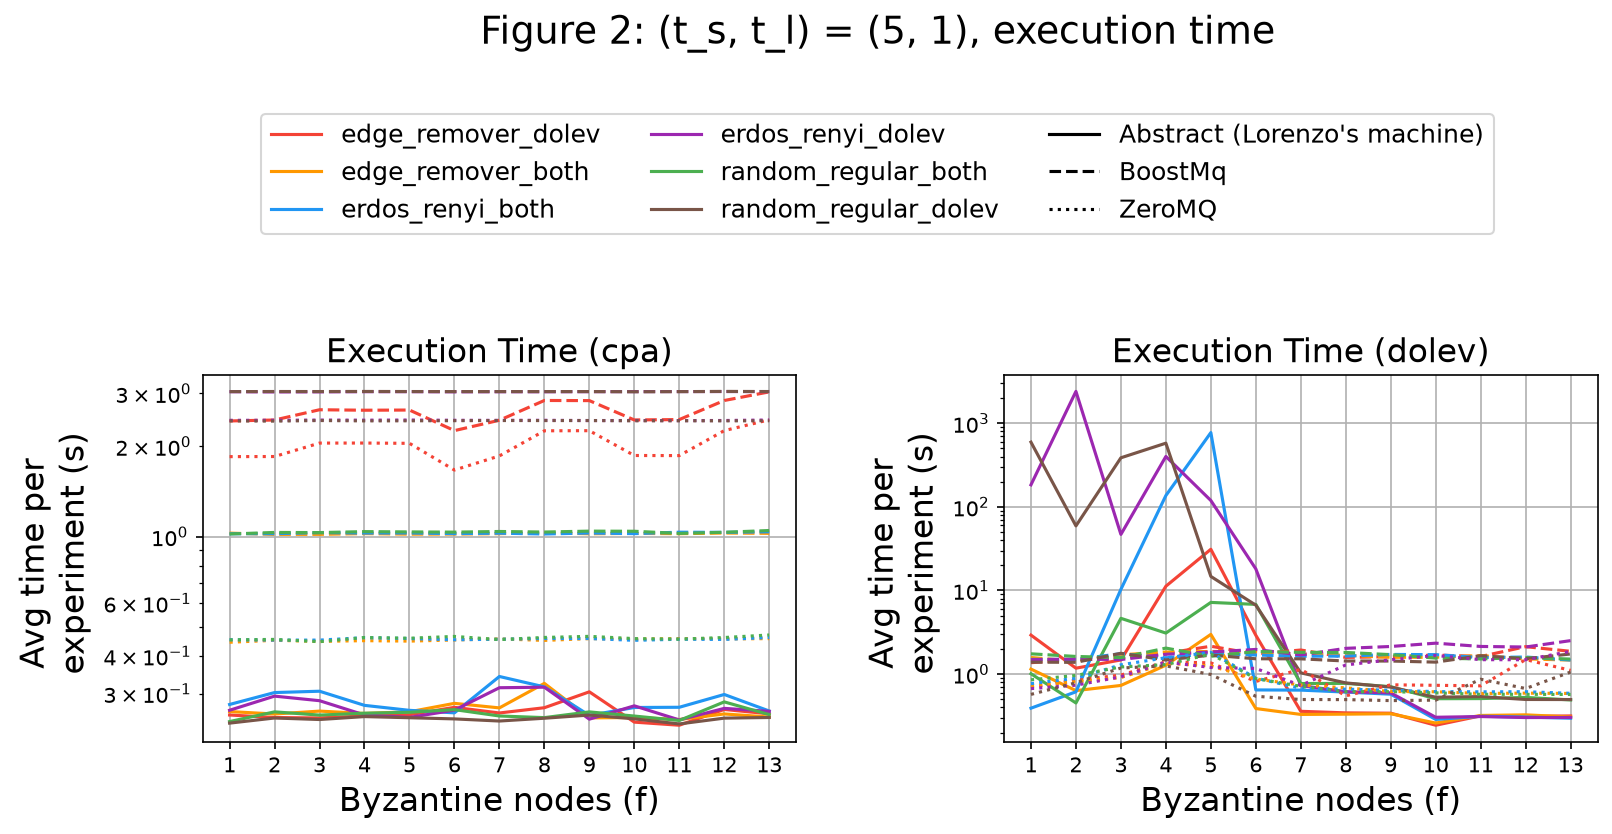 Figure 2: (t_s, t_l) = (5, 1), execution time
edge_remover_dolev
edge_remover_both
erdos_renyi_both
erdos_renyi_dolev
random_regular_both
random_regular_dolev
Abstract (Lorenzo's machine)
BoostMq
ZeroMQ
Execution Time (cpa)
Avg time per
experiment (s)
3 × 10⁰
2 × 10⁰
10⁰
6 × 10⁻¹
4 × 10⁻¹
3 × 10⁻¹
1 2 3 4 5 6 7 8 9 10 11 12 13
Byzantine nodes (f)
Execution Time (dolev)
Avg time per
experiment (s)
10³
10²
10¹
10⁰
1 2 3 4 5 6 7 8 9 10 11 12 13
Byzantine nodes (f)